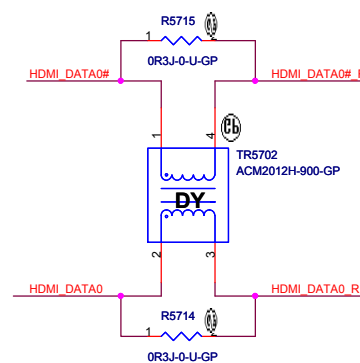 R5715
1
2
0R3J-0-U-GP
HDMI_DATA0#
HDMI_DATA0#_R
1
4
TR5702
ACM2012H-900-GP
DY
2
3
HDMI_DATA0
HDMI_DATA0_R
R5714
1
2
0R3J-0-U-GP